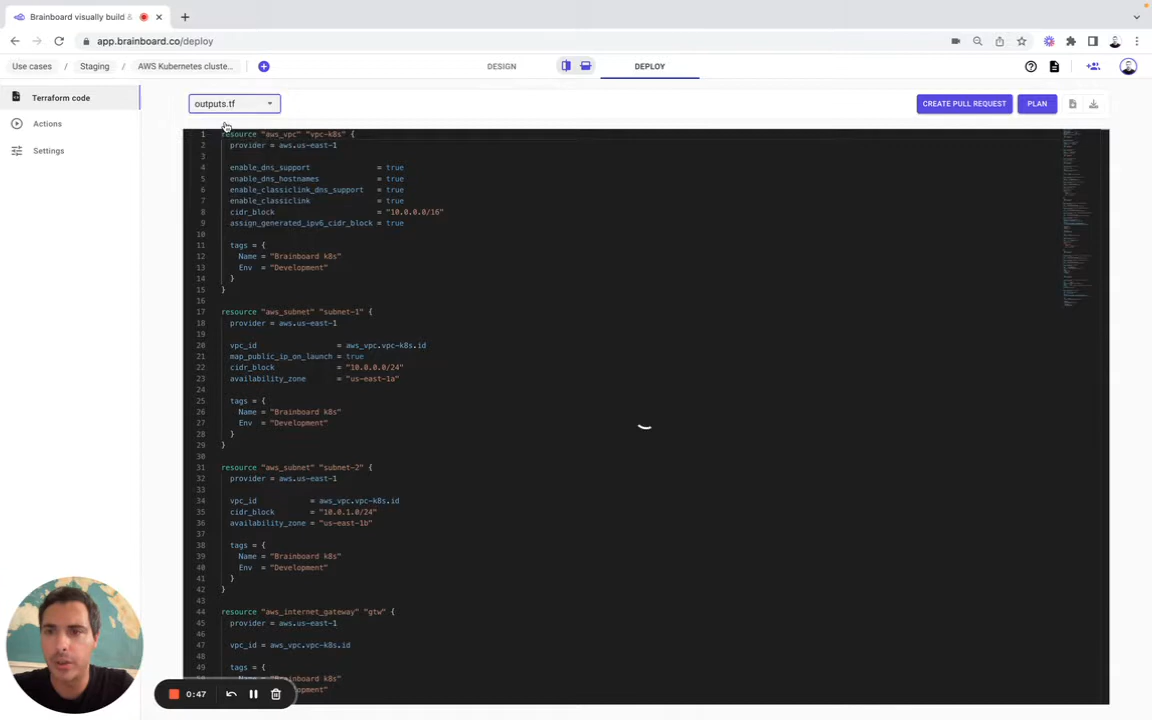 Brainboard visually build &
app.brainboard.co/deploy
Use cases
Staging
AWS Kubernetes cluste...
DESIGN
DEPLOY
Terraform code
Actions
Settings
outputs.tf
CREATE PULL REQUEST
PLAN
1 resource "aws_vpc" "vpc-k8s" {
2 provider = aws.us-east-1
3
4 enable_dns_support = true
5 enable_dns_hostnames = true
6 enable_classiclink_dns_support = true
7 enable_classiclink = true
8 cidr_block = "10.0.0.0/16"
9 assign_generated_ipv6_cidr_block = true
10
11 tags = {
12 Name = "Brainboard k8s"
13 Env = "Development"
14 }
15 }
16
17 resource "aws_subnet" "subnet-1" {
18 provider = aws.us-east-1
19
20 vpc_id = aws_vpc.vpc-k8s.id
21 map_public_ip_on_launch = true
22 cidr_block = "10.0.0.0/24"
23 availability_zone = "us-east-1a"
24
25 tags = {
26 Name = "Brainboard k8s"
27 Env = "Development"
28 }
29 }
30
31 resource "aws_subnet" "subnet-2" {
32 provider = aws.us-east-1
33
34 vpc_id = aws_vpc.vpc-k8s.id
35 cidr_block = "10.0.1.0/24"
36 availability_zone = "us-east-1b"
37
38 tags = {
39 Name = "Brainboard k8s"
40 Env = "Development"
41 }
42 }
43
44 resource "aws_internet_gateway" "gtw" {
45 provider = aws.us-east-1
46
47 vpc_id = aws_vpc.vpc-k8s.id
48
49 tags = {
Name = "Brainboard k8s"
= "Development"
0:47